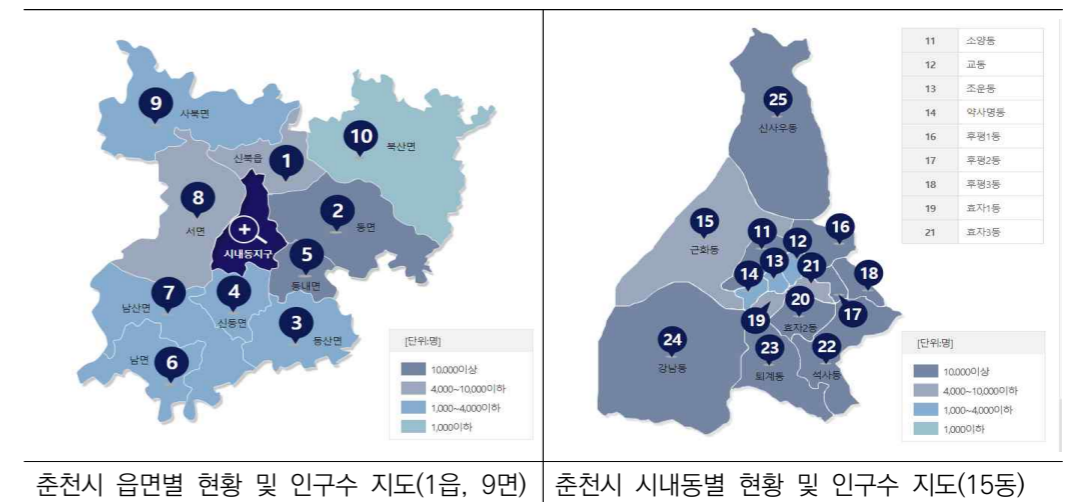 9
사북면
10
북산면
신북읍
1
8
서면
2
동면
시내동지구
5
동내면
7
남산면
4
신동면
3
동산면
남면
6
[단위:명]
10,000이상
4,000~10,000이하
1,000~4,000이하
1,000이하
춘천시 읍면별 현황 및 인구수 지도(1읍, 9면)
25
신사우동
15
근화동
11
12
16
13
14
21
18
20
효자2동
19
17
24
강남동
23
퇴계동
22
석사동
11 소양동
12 교동
13 조운동
14 약사명동
16 후평1동
17 후평2동
18 후평3동
19 효자1동
21 효자3동
[단위:명]
10,000이상
4,000~10,000이하
1,000~4,000이하
1,000이하
춘천시 시내동별 현황 및 인구수 지도(15동)